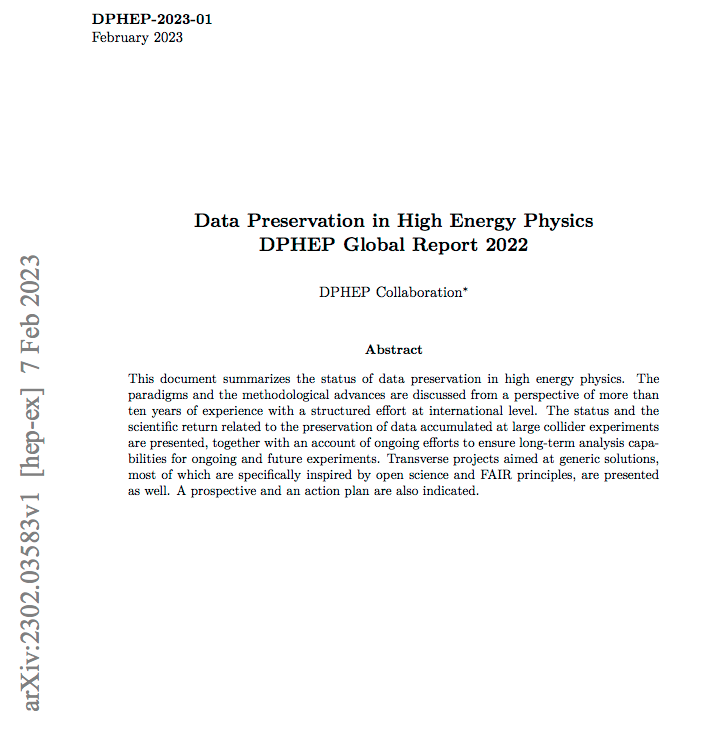 DPHEP-2023-01
February 2023
Data Preservation in High Energy Physics
DPHEP Global Report 2022
DPHEP Collaboration*
Abstract
This document summarizes the status of data preservation in high energy physics. The
paradigms and the methodological advances are discussed from a perspective of more than
ten years of experience with a structured effort at international level. The status and the
scientific return related to the preservation of data accumulated at large collider experiments
are presented, together with an account of ongoing efforts to ensure long-term analysis capa-
bilities for ongoing and future experiments. Transverse projects aimed at generic solutions,
most of which are specifically inspired by open science and FAIR principles, are presented
as well. A prospective and an action plan are also indicated.
arXiv:2302.03583v1 [hep-ex] 7 Feb 2023